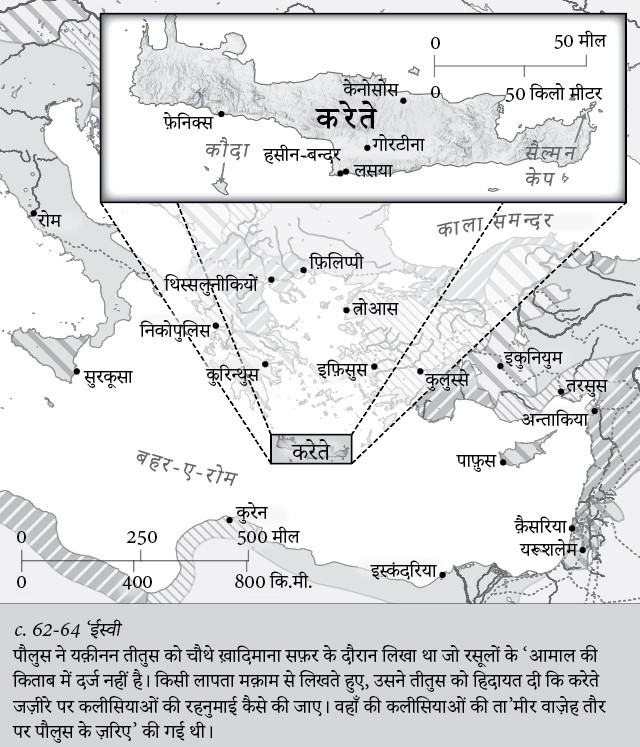 0 50 मील
0 50 किलो मीटर
केनोसोस
फ़ेनिक्स
करेते
गोरटीना
कौदा
हसीन-बन्दर
लसया
सैल्मन
केप
रोम
काला समन्दर
फ़िलिप्पी
थिस्सलुनीकियों
त्रोआस
निकोपुलिस
इकुनियुम
सुरकूसा
कुरिन्थुस
इफ़िसुस
कुलुस्से
तरसुस
अन्ताकिया
करेते
पाफ़ुस
बहर-ए-रोम
कुरेन
क़ैसरिया
यरूशलेम
0 250 500 मील
0 400 800 कि.मी.
इस्कंदरिया
c. 62-64 ‘ईस्वी
पौलुस ने यक़ीनन तीतुस को चौथे ख़ादिमाना सफ़र के दौरान लिखा था जो रसूलों के ‘आमाल की
किताब में दर्ज नहीं है। किसी लापता मक़ाम से लिखते हुए, उसने तीतुस को हिदायत दी कि करेते
जज़ीरे पर कलीसियाओं की रहनुमाई कैसे की जाए। वहाँ की कलीसियाओं की ता’मीर वाज़ेह तौर
पर पौलुस के ज़रिए’ की गई थी।